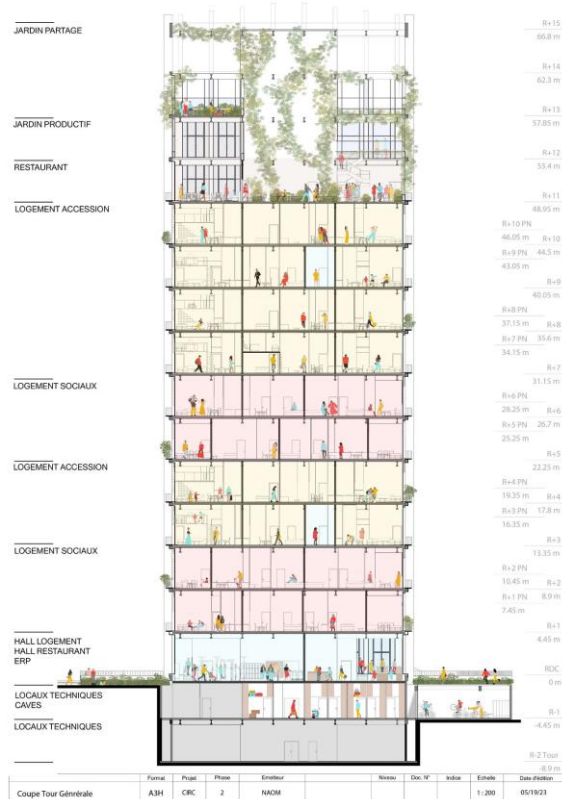 JARDIN PARTAGE
JARDIN PRODUCTIF
RESTAURANT
LOGEMENT ACCESSION
LOGEMENT SOCIAUX
LOGEMENT ACCESSION
LOGEMENT SOCIAUX
HALL LOGEMENT
HALL RESTAURANT
ERP
LOCAUX TECHNIQUES
CAVES
LOCAUX TECHNIQUES
R+15
66.8 m
R+14
62.3 m
R+13
57.85 m
R+12
53.4 m
R+11
48.95 m
R+10 PN
46.05 m R+10
R+9 PN 44.5 m
43.05 m
R+9
40.05 m
R+8 PN
37.15 m R+8
R+7 PN 35.6 m
34.15 m
R+7
31.15 m
R+6 PN
28.25 m R+6
R+5 PN 26.7 m
25.25 m
R+5
22.25 m
R+4 PN
19.35 m R+4
R+3 PN 17.8 m
16.35 m
R+3
13.35 m
R+2 PN
10.45 m R+2
R+1 PN 8.9 m
7.45 m
R+1
4.45 m
RDC
0 m
R-1
-4.45 m
R-2 Tour
-8.9 m
Format Projet Phase Emetteur Niveau Doc. N° Indice Echelle Date d'édition
Coupe Tour Génrérale A3H CIRC 2 NAOM 1 : 200 05/19/23